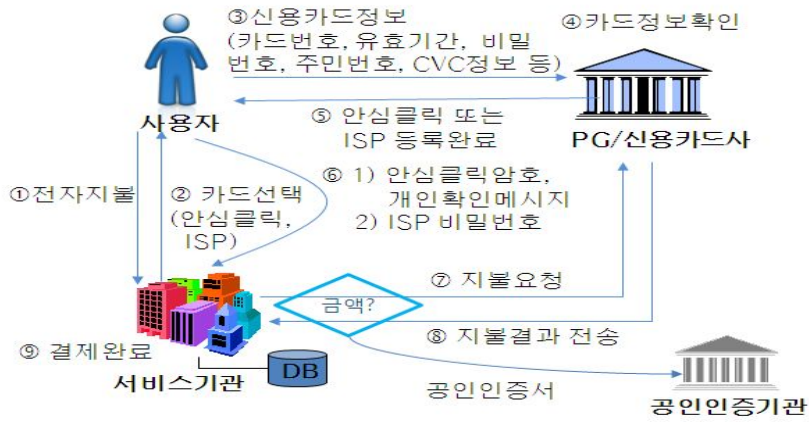 ③신용카드정보
(카드번호, 유효기간, 비밀
번호, 주민번호, CVC정보 등)
④카드정보확인
⑤ 안심클릭 또는
ISP 등록완료
사용자
PG/신용카드사
①전자지불
② 카드선택
(안심클릭,
ISP)
⑥ 1) 안심클릭암호,
개인확인메시지
2) ISP 비밀번호
⑦ 지불요청
금액?
⑧ 지불결과 전송
⑨ 결제완료
서비스기관
DB
공인인증서
공인인증기관